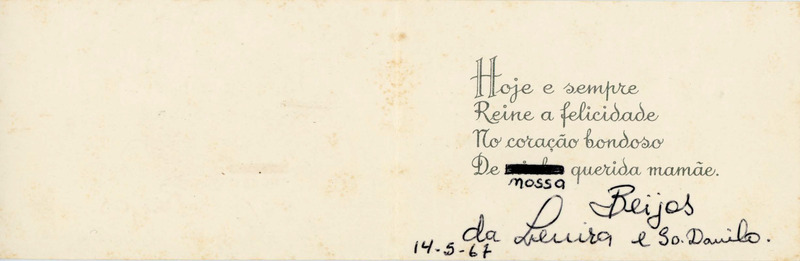 Hoje e sempre
Reine a felicidade
No coração bondoso
De querida mamãe.
nossa
Beijos
da Lenira e Danilo.
14-5-67